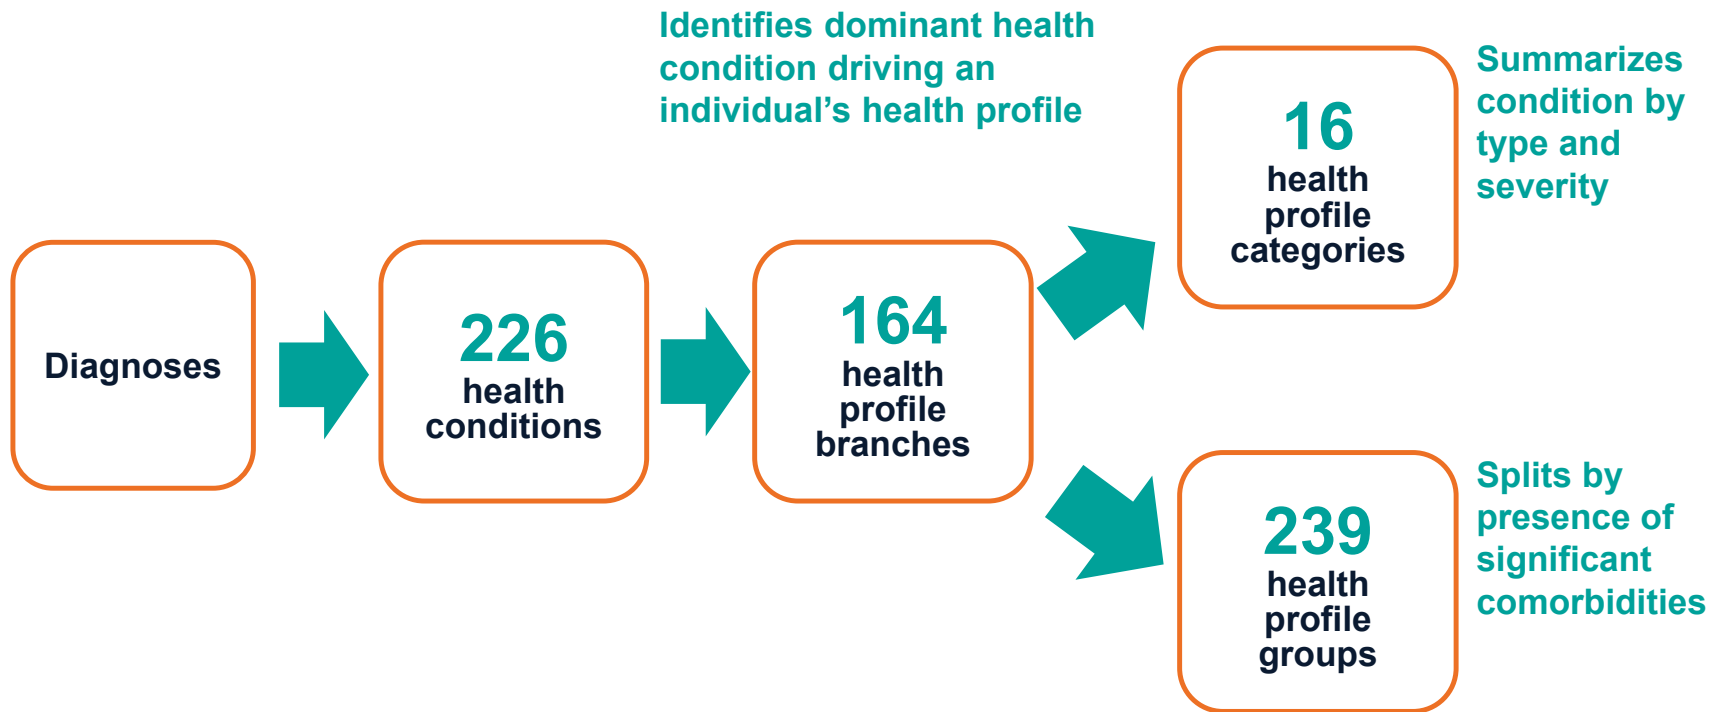 Identifies dominant health
condition driving an
individual’s health profile
16
health
profile
categories
Summarizes
condition by
type and
severity
Diagnoses
226
health
conditions
164
health
profile
branches
239
health
profile
groups
Splits by
presence of
significant
comorbidities